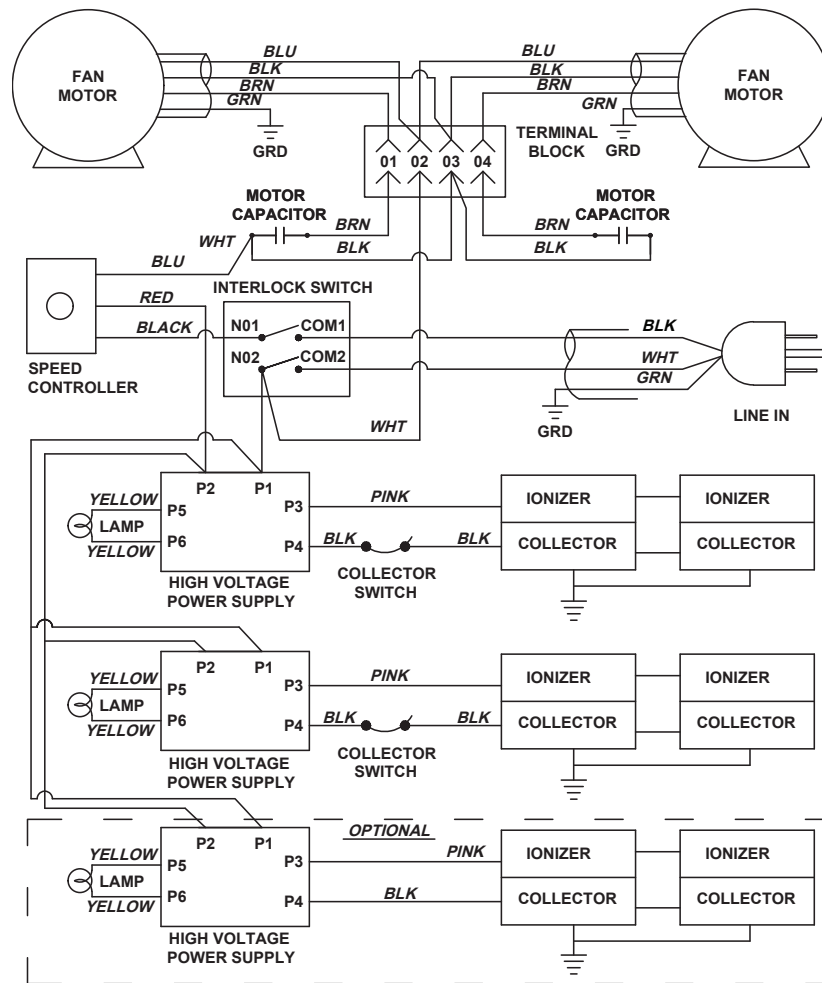 FAN
MOTOR
BLU
BLK
BRN
GRN
GRD
BLU
BLK
BRN
GRN
GRD
FAN
MOTOR
TERMINAL
BLOCK
01 02 03 04
MOTOR
CAPACITOR
BRN
BLK
WHT
MOTOR
CAPACITOR
BRN
BLK
BLU
RED
BLACK
SPEED
CONTROLLER
INTERLOCK SWITCH
N01 COM1
N02 COM2
WHT
BLK
WHT
GRN
GRD
LINE IN
YELLOW
LAMP
YELLOW
P2 P1
P5 P3
P6 P4
HIGH VOLTAGE
POWER SUPPLY
PINK
BLK BLK
COLLECTOR
SWITCH
IONIZER
COLLECTOR
IONIZER
COLLECTOR
YELLOW
LAMP
YELLOW
P2 P1
P5 P3
P6 P4
HIGH VOLTAGE
POWER SUPPLY
PINK
BLK BLK
COLLECTOR
SWITCH
IONIZER
COLLECTOR
IONIZER
COLLECTOR
OPTIONAL
YELLOW
LAMP
YELLOW
P2 P1
P5 P3
P6 P4
HIGH VOLTAGE
POWER SUPPLY
PINK
BLK
IONIZER
COLLECTOR
IONIZER
COLLECTOR